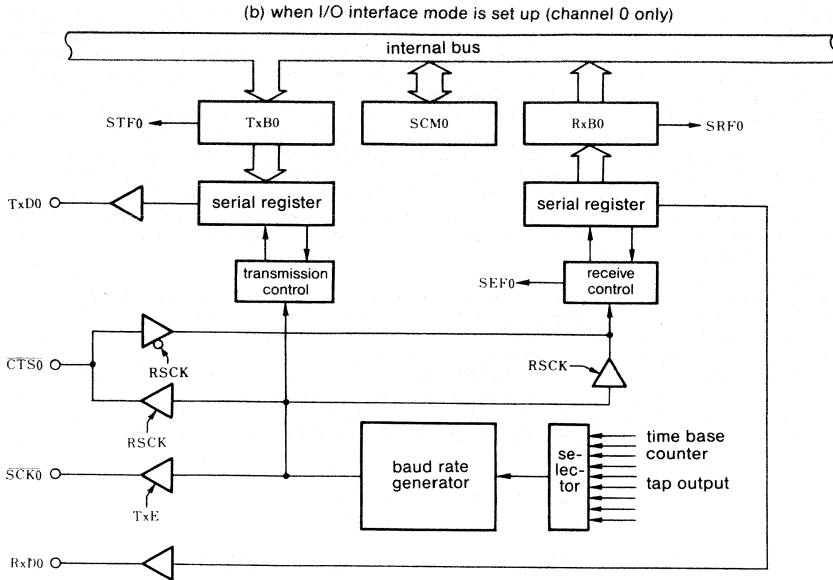 (b) when I/O interface mode is set up (channel 0 only)
internal bus
STF0
TxB0
SCM0
RxB0
SRF0
TxD0
serial register
serial register
transmission
control
SEF0
receive
control
CTS0
RSCK
RSCK
RSCK
SCK0
TxE
baud rate
generator
se-
lec-
tor
time base
counter
tap output
RxD0